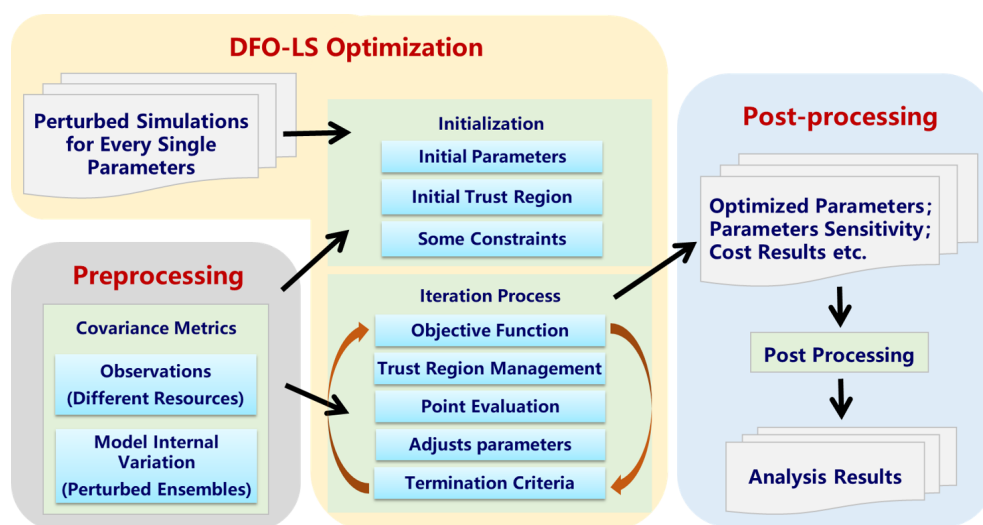 DFO-LS Optimization
Perturbed Simulations
for Every Single
Parameters
Initialization
Initial Parameters
Initial Trust Region
Some Constraints
Preprocessing
Covariance Metrics
Observations
(Different Resources)
Model Internal
Variation
(Perturbed Ensembles)
Iteration Process
Objective Function
Trust Region Management
Point Evaluation
Adjusts parameters
Termination Criteria
Post-processing
Optimized Parameters;
Parameters Sensitivity;
Cost Results etc.
Post Processing
Analysis Results